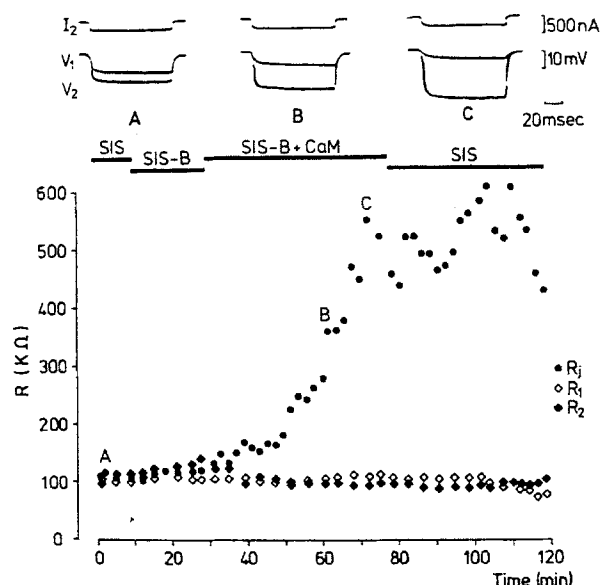 I₂
]500nA
V₁
]10mV
V₂
A
B
C
20msec
SIS
SIS-B
SIS-B+CaM
SIS
600
500
400
300
200
100
0
R (KΩ)
A
B
C
● Rj
◇ R₁
◆ R₂
0 20 40 60 80 100 120
Time (min)